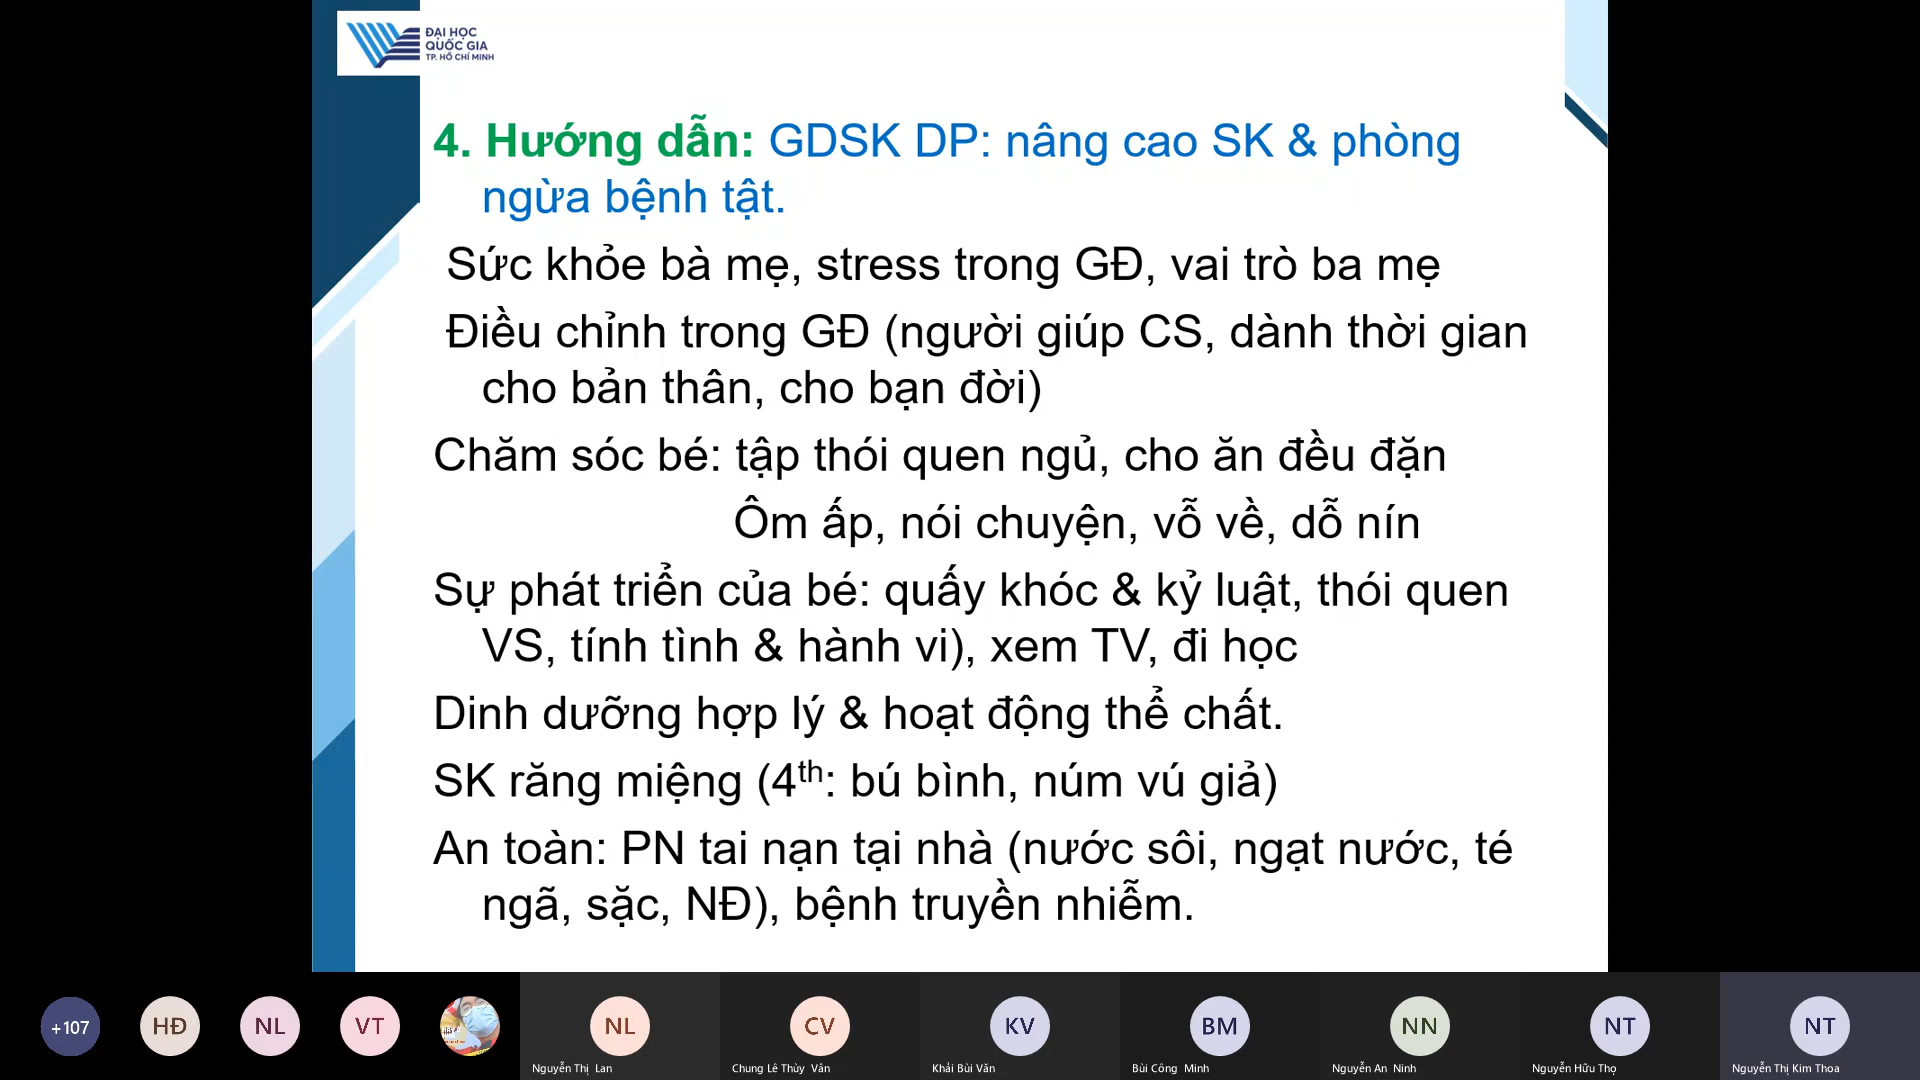 ĐẠI HỌC
QUỐC GIA
TP. HỒ CHÍ MINH
4. Hướng dẫn: GDSK DP: nâng cao SK & phòng
ngừa bệnh tật.
Sức khỏe bà mẹ, stress trong GĐ, vai trò ba mẹ
Điều chỉnh trong GĐ (người giúp CS, dành thời gian
cho bản thân, cho bạn đời)
Chăm sóc bé: tập thói quen ngủ, cho ăn đều đặn
Ôm ấp, nói chuyện, vỗ về, dỗ nín
Sự phát triển của bé: quấy khóc & kỷ luật, thói quen
VS, tính tình & hành vi), xem TV, đi học
Dinh dưỡng hợp lý & hoạt động thể chất.
SK răng miệng (4th: bú bình, núm vú giả)
An toàn: PN tai nạn tại nhà (nước sôi, ngạt nước, té
ngã, sặc, NĐ), bệnh truyền nhiễm.
+107
HĐ
NL
VT
NL
CV
KV
BM
NN
NT
NT
Nguyễn Thị Lan
Chung Lê Thùy Vân
Khải Bùi Văn
Bùi Công Minh
Nguyễn An Ninh
Nguyễn Hữu Thọ
Nguyễn Thị Kim Thoa